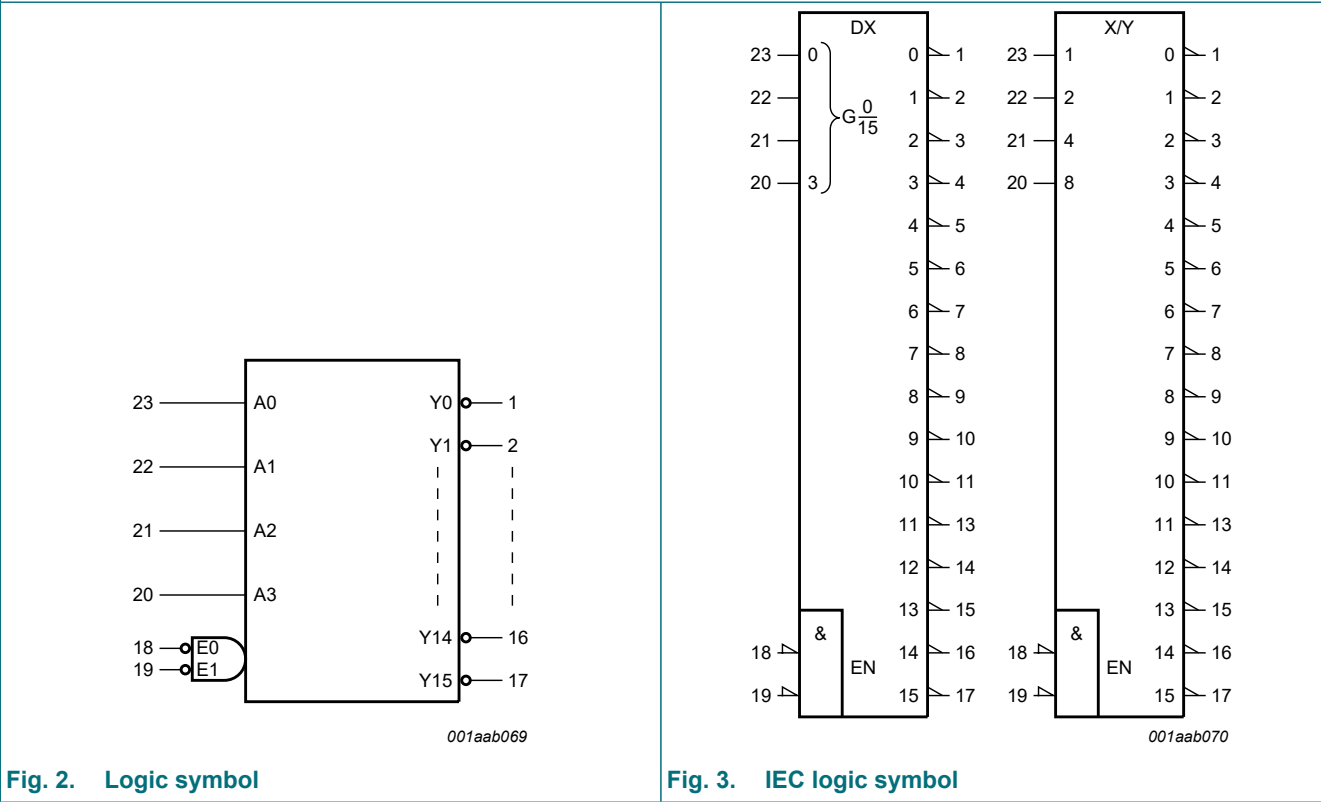 23 A0 Y0 1
Y1 2
22 A1
21 A2
20 A3
18 E0 Y14 16
19 E1
Y15 17
001aab069
Fig. 2. Logic symbol
DX
23 0 0 1
22 1 2
G 0
15
21 2 3
20 3 3 4
4 5
5 6
6 7
7 8
8 9
9 10
10 11
11 13
12 14
13 15
&
18 14 16
EN
19 15 17
X/Y
23 1 0 1
22 2 1 2
21 4 2 3
20 8 3 4
4 5
5 6
6 7
7 8
8 9
9 10
10 11
11 13
12 14
13 15
&
18 14 16
EN
19 15 17
001aab070
Fig. 3. IEC logic symbol